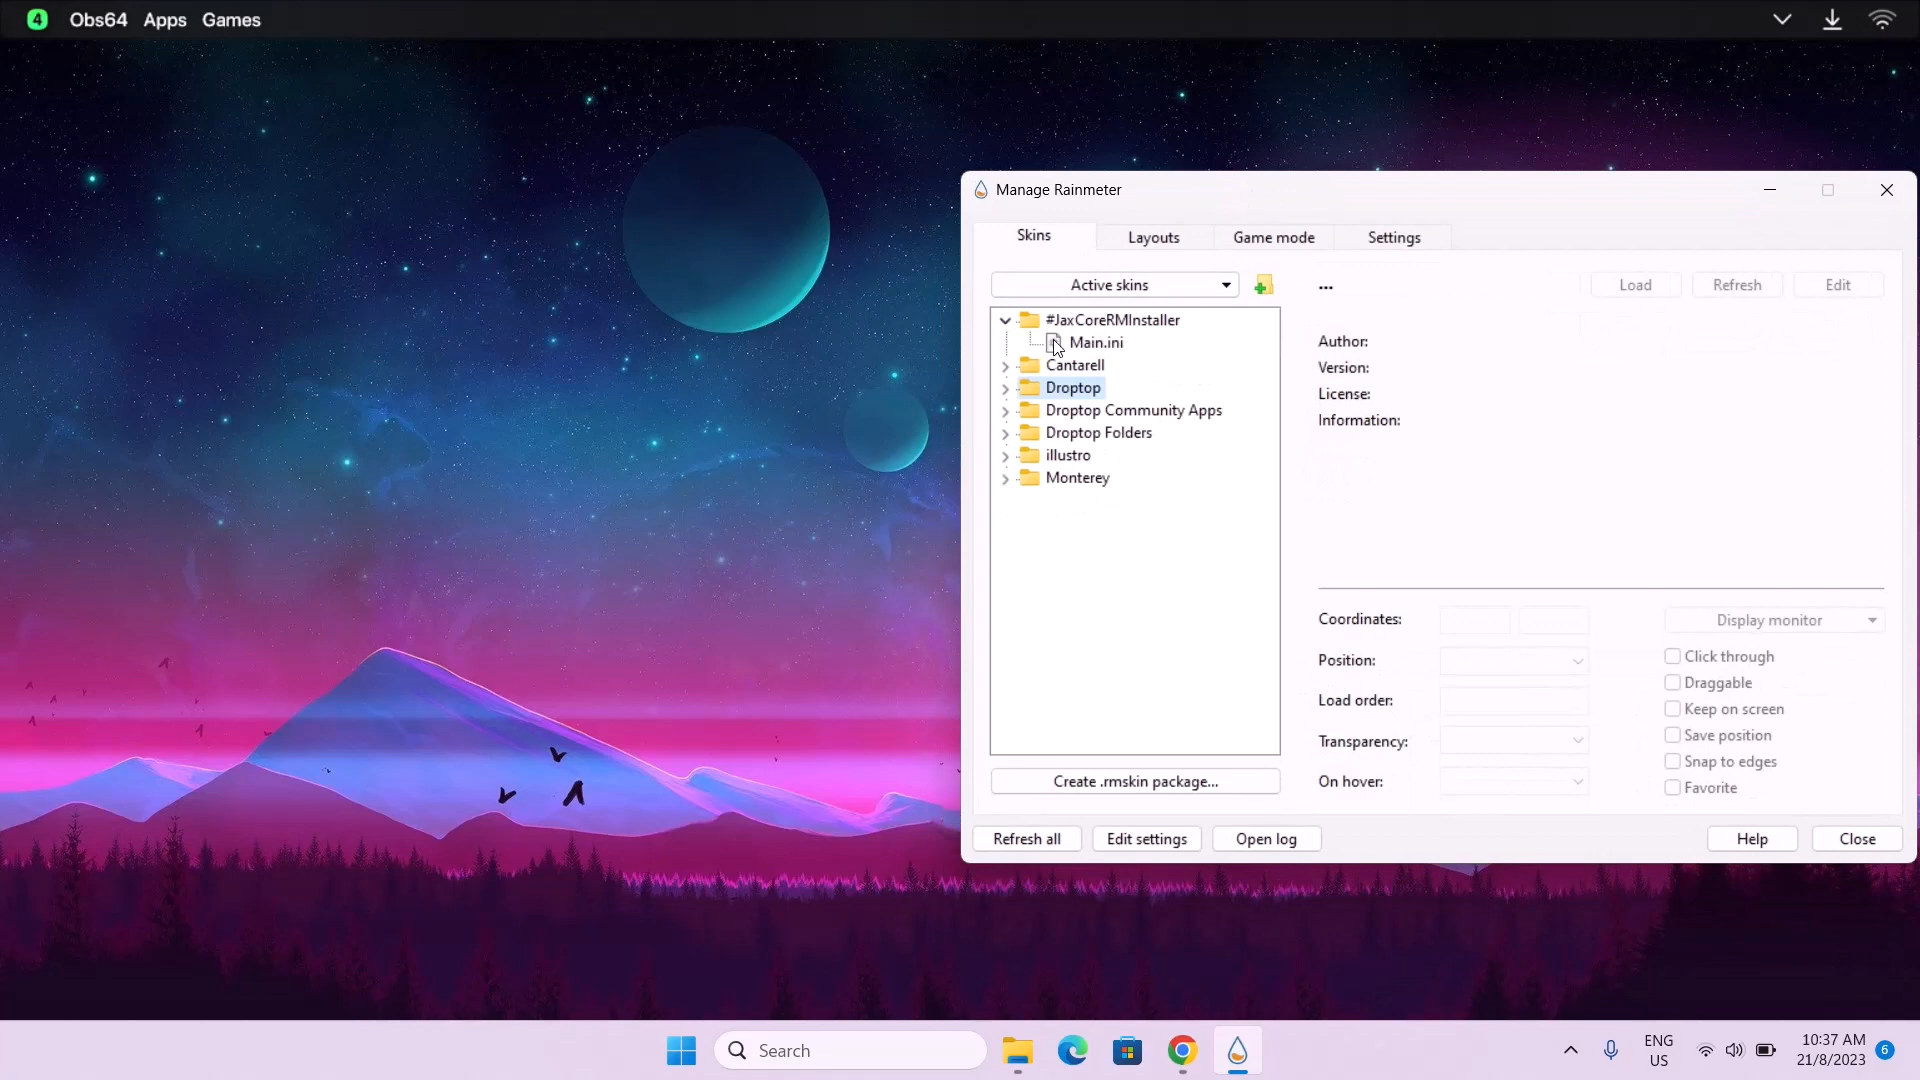 4 Obs64 Apps Games
Manage Rainmeter
Skins Layouts Game mode Settings
Active skins
... Load Refresh Edit
#JaxCoreRMInstaller
Main.ini
Cantarell
Droptop
Droptop Community Apps
Droptop Folders
illustro
Monterey
Author:
Version:
License:
Information:
Coordinates: Display monitor
Position: Click through
Draggable
Load order: Keep on screen
Save position
Transparency: Snap to edges
On hover: Favorite
Create .rmskin package...
Refresh all Edit settings Open log Help Close
Search
ENG
US
10:37 AM
21/8/2023
6